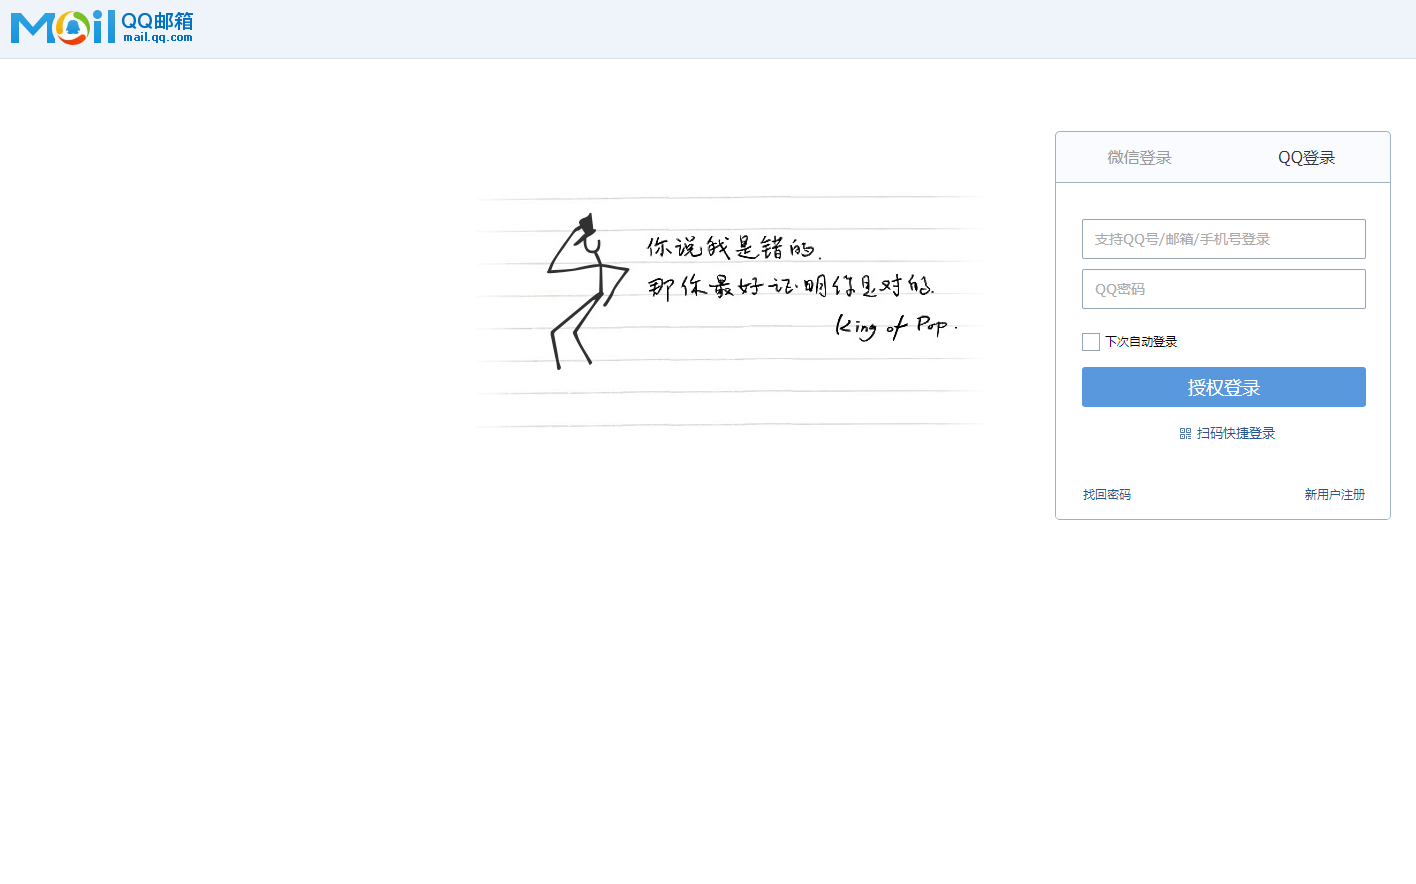 Mail QQ邮箱
mail.qq.com
微信登录 QQ登录
你说我是错的.
那你最好证明你是对的.
King of Pop.
支持QQ号/邮箱/手机号登录
QQ密码
下次自动登录
授权登录
扫码快捷登录
找回密码 新用户注册